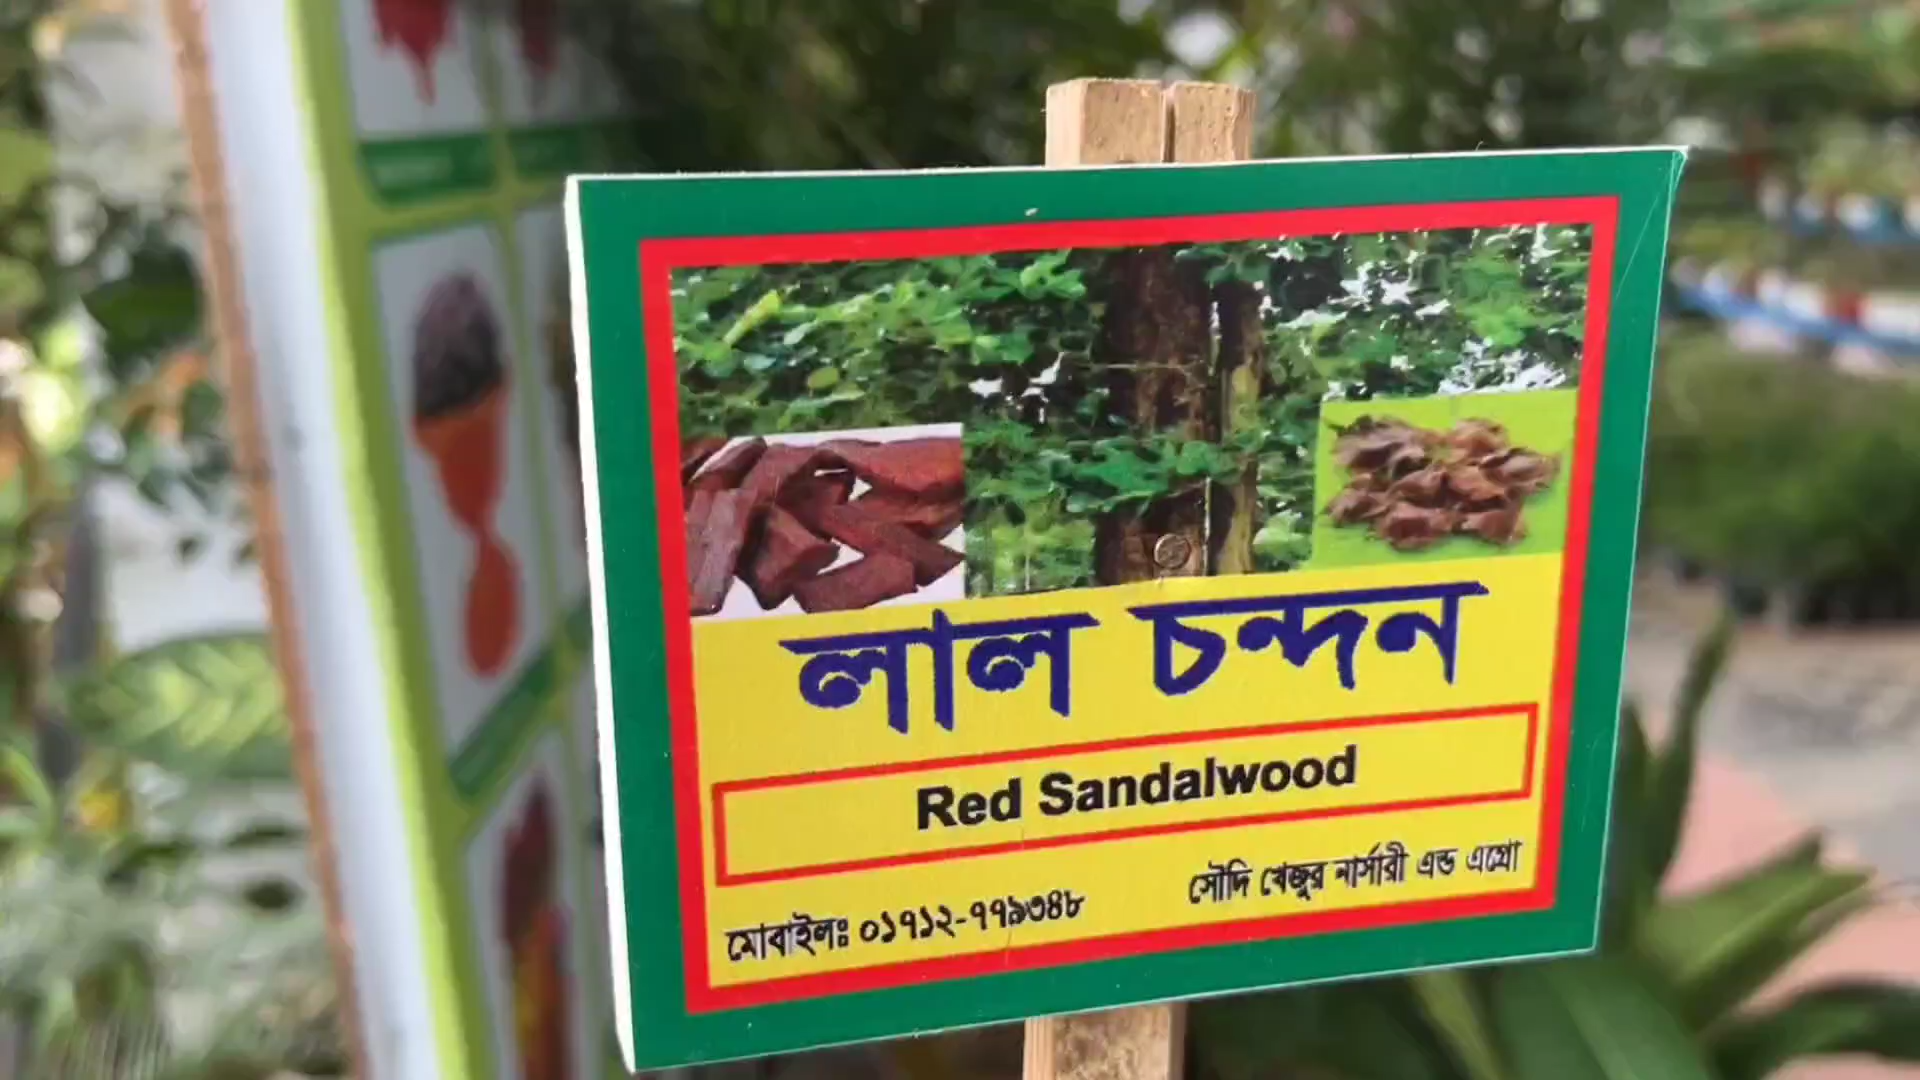 লাল চন্দন
Red Sandalwood
মোবাইলঃ ০১৭১২-৭৭৯৩৪৮
সৌদি খেজুর নার্সারী এন্ড এগ্রো